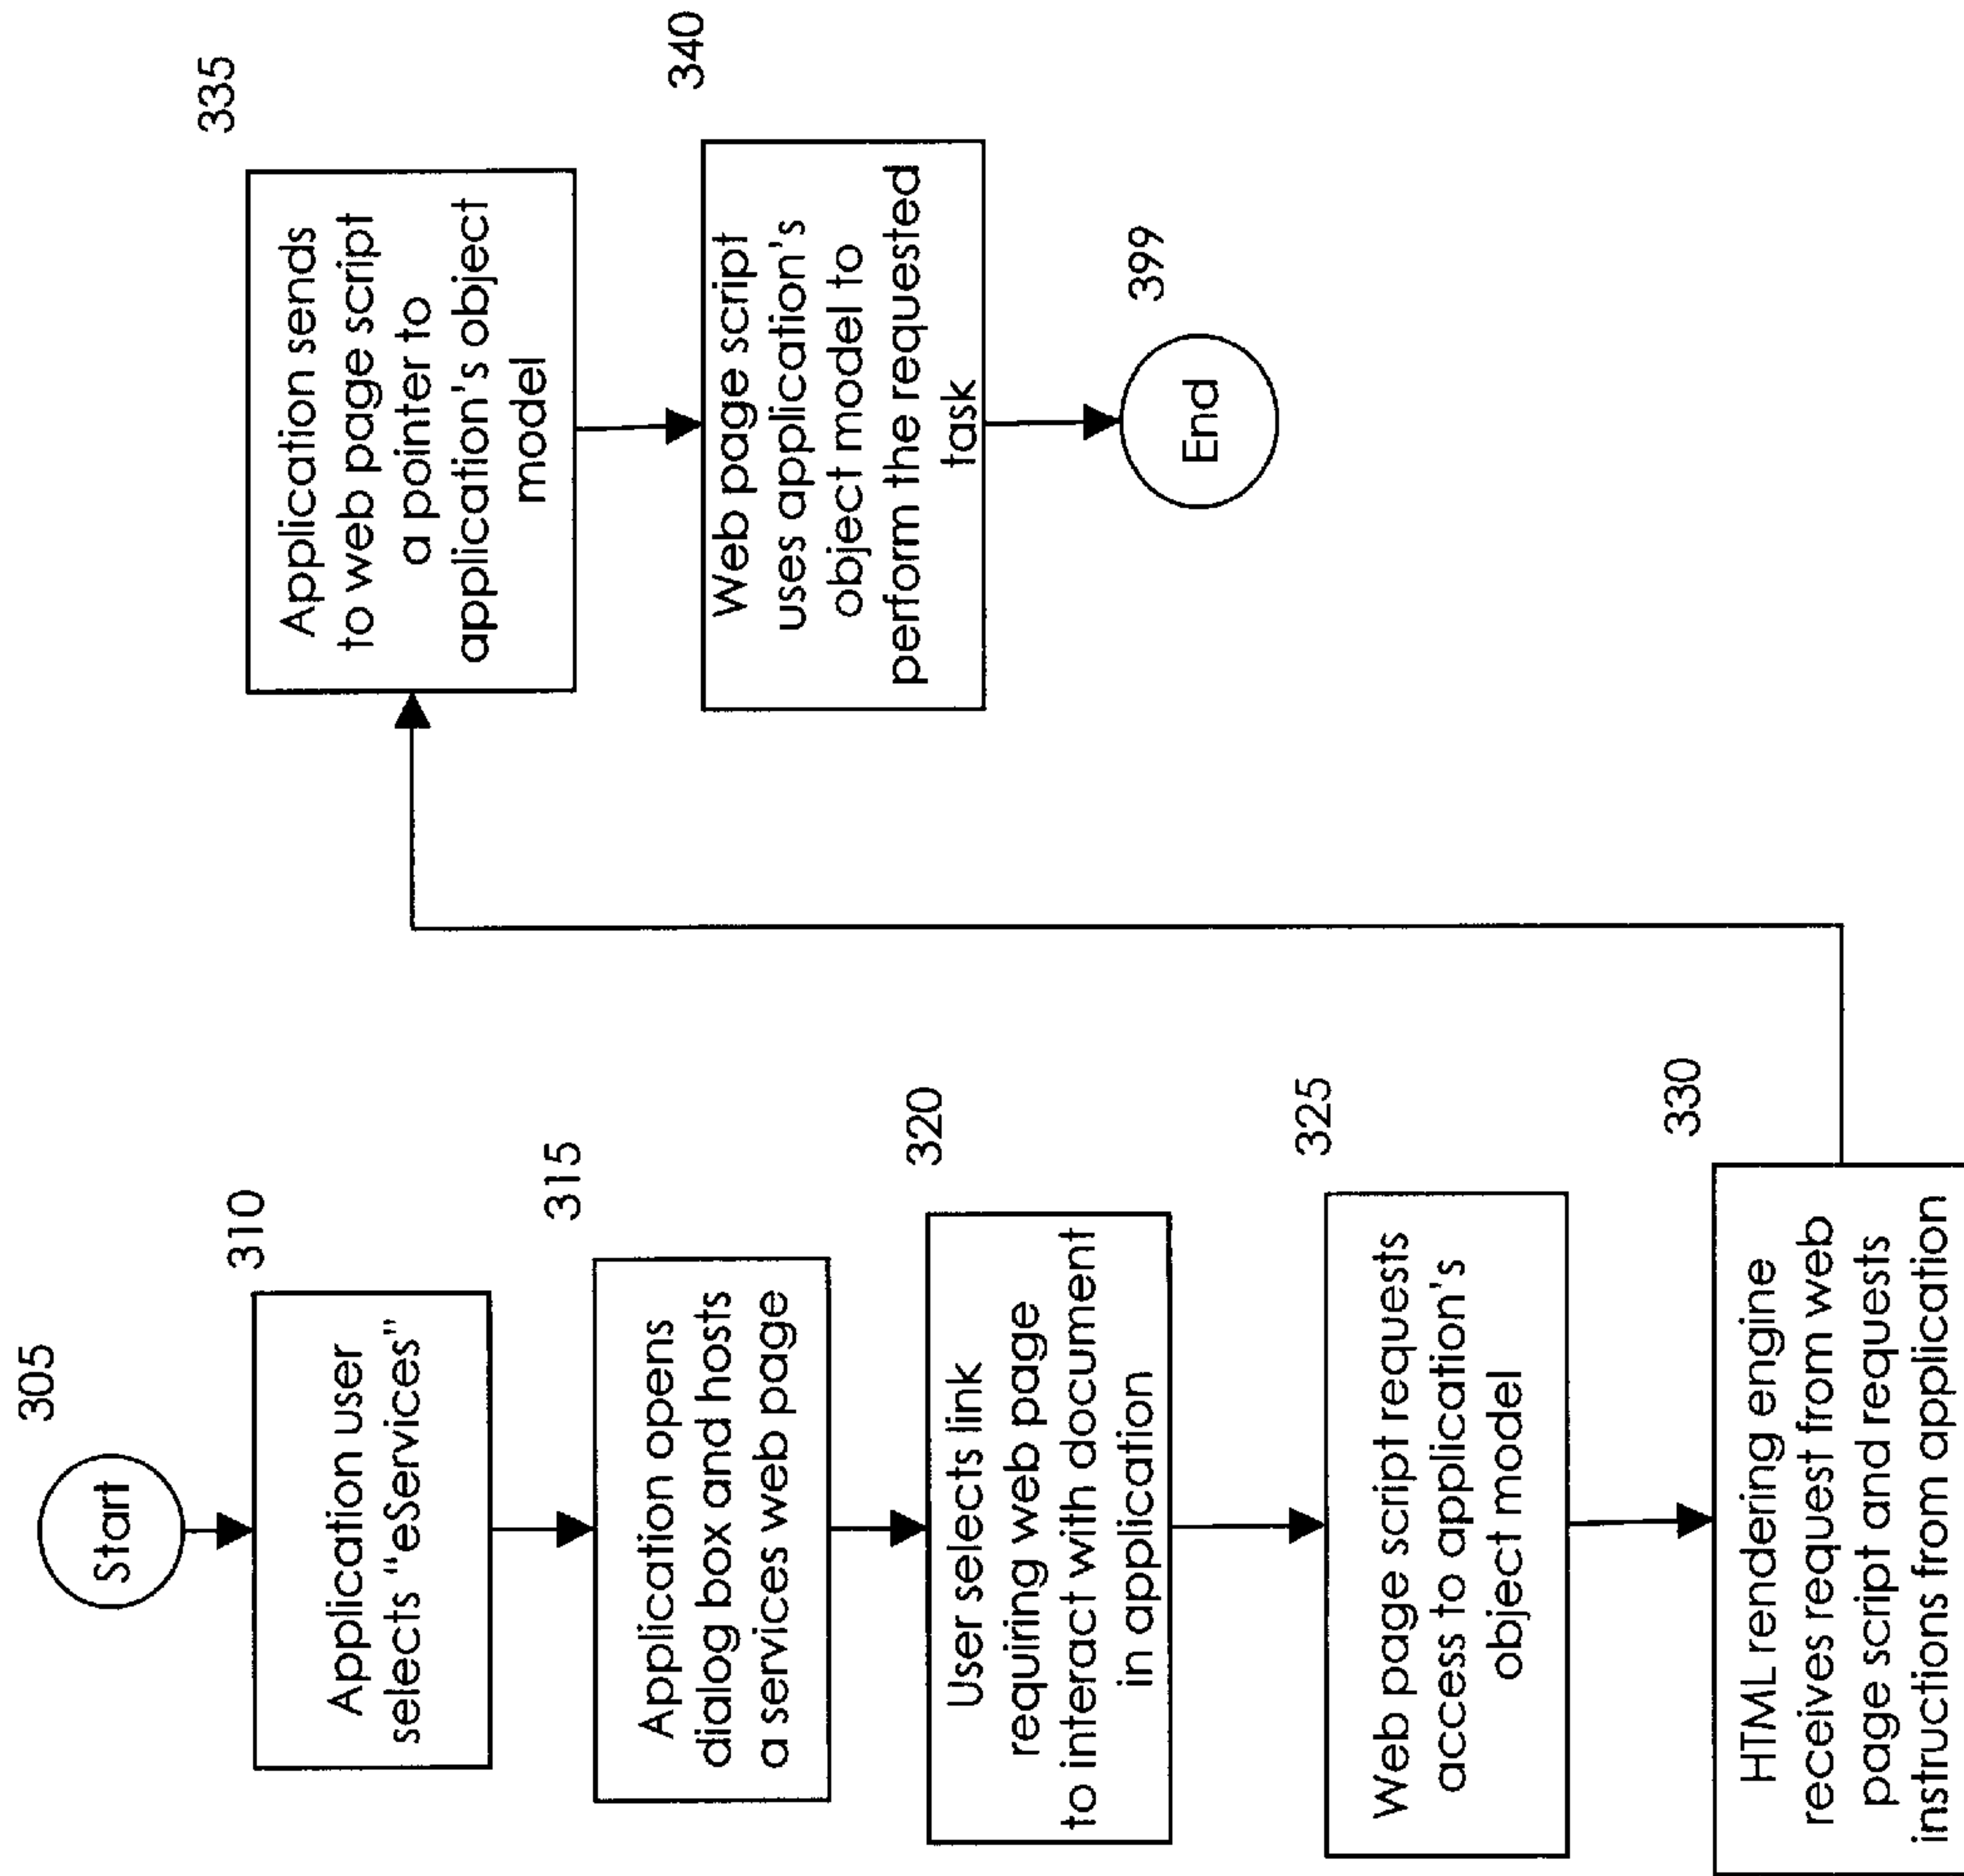 305
Start
310
Application user
selects "eServices"
315
Application opens
dialog box and hosts
a services web page
320
User selects link
requiring web page
to interact with document
in application
325
Web page script requests
access to application's
object model
330
HTML rendering engine
receives request from web
page script and requests
instructions from application
335
Application sends
to web page script
a pointer to
application's object
model
340
Web page script
uses application's
object model to
perform the requested
task
399
End